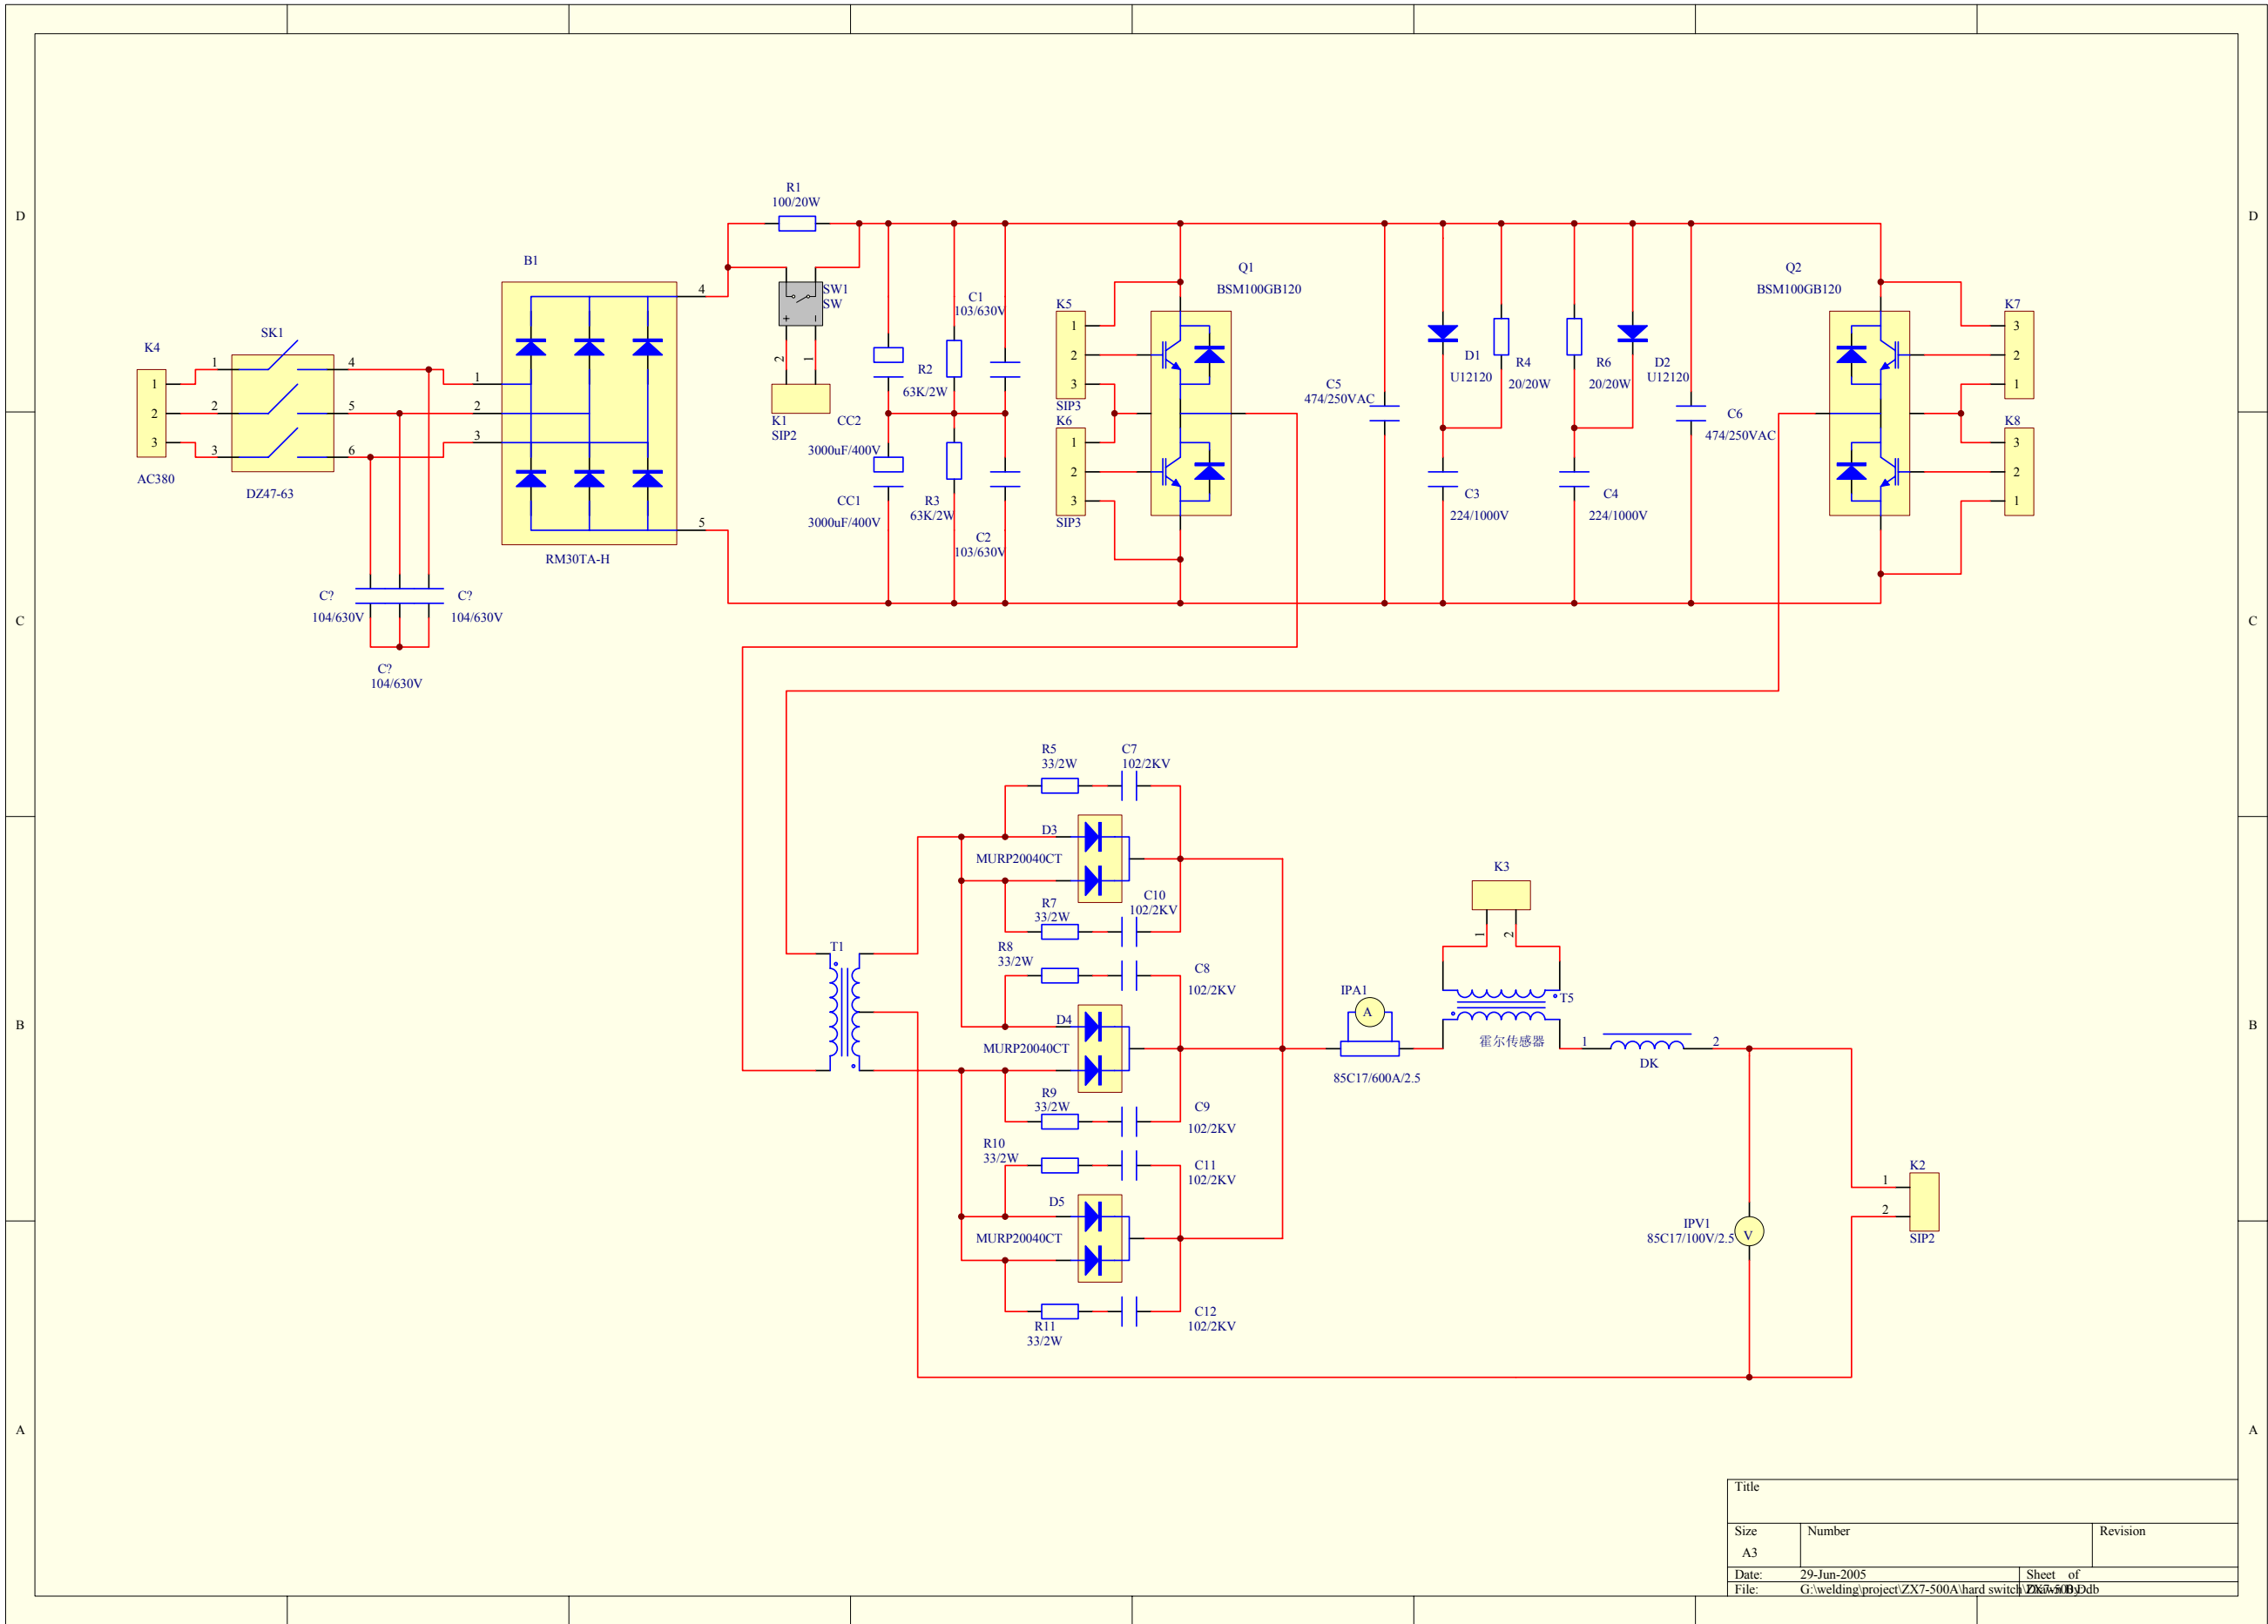 R1
100/20W
D
D
B1
4
SW1
SW
+
−
2
1
K1
SIP2
SK1
K4
1
2
3
AC380
1
2
3
4
5
6
DZ47-63
1
2
3
5
RM30TA-H
C?
104/630V
C?
104/630V
C?
104/630V
C1
103/630V
R2
63K/2W
CC2
3000uF/400V
CC1
3000uF/400V
R3
63K/2W
C2
103/630V
K5
1
2
3
SIP3
K6
1
2
3
SIP3
Q1
BSM100GB120
C5
474/250VAC
D1
U12120
R4
20/20W
R6
20/20W
D2
U12120
C6
474/250VAC
C3
224/1000V
C4
224/1000V
Q2
BSM100GB120
K7
3
2
1
K8
3
2
1
C
C
R5
33/2W
C7
102/2KV
D3
MURP20040CT
C10
102/2KV
R7
33/2W
R8
33/2W
C8
102/2KV
T1
D4
MURP20040CT
R9
33/2W
C9
102/2KV
R10
33/2W
C11
102/2KV
D5
MURP20040CT
R11
33/2W
C12
102/2KV
K3
1
2
T5
霍尔传感器
IPA1
A
85C17/600A/2.5
1
2
DK
B
B
IPV1
85C17/100V/2.5
V
K2
1
2
SIP2
A
A
Title
Size
A3
Number
Revision
Date:
29-Jun-2005
Sheet of
File:
G:\welding\project\ZX7-500A\hard switch\